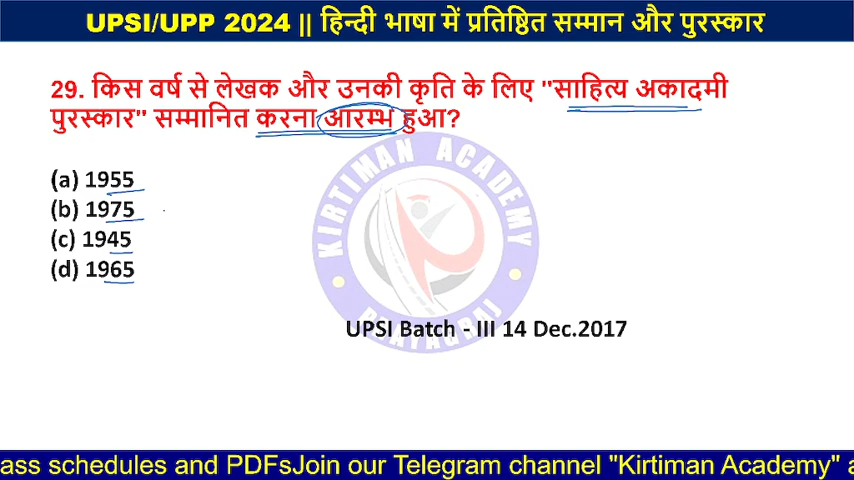 UPSI/UPP 2024 || हिन्दी भाषा में प्रतिष्ठित सम्मान और पुरस्कार
29. किस वर्ष से लेखक और उनकी कृति के लिए "साहित्य अकादमी
पुरस्कार" सम्मानित करना आरम्भ हुआ?
(a) 1955
(b) 1975
(c) 1945
(d) 1965
KIRTIMAN ACADEMY
PRAYAGRAJ
UPSI Batch - III 14 Dec.2017
ass schedules and PDFsJoin our Telegram channel "Kirtiman Academy" a